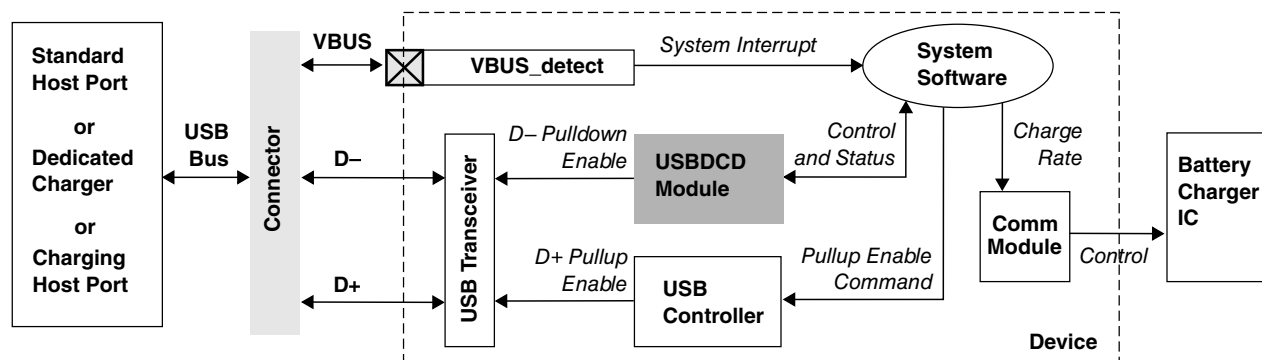 Standard
Host Port
or
Dedicated
Charger
or
Charging
Host Port
USB
Bus
Connector
VBUS
D–
D+
VBUS_detect
System Interrupt
System
Software
USB Transceiver
D– Pulldown
Enable
USBDCD
Module
Control
and Status
Charge
Rate
D+ Pullup
Enable
USB
Controller
Pullup Enable
Command
Comm
Module
Control
Battery
Charger
IC
Device